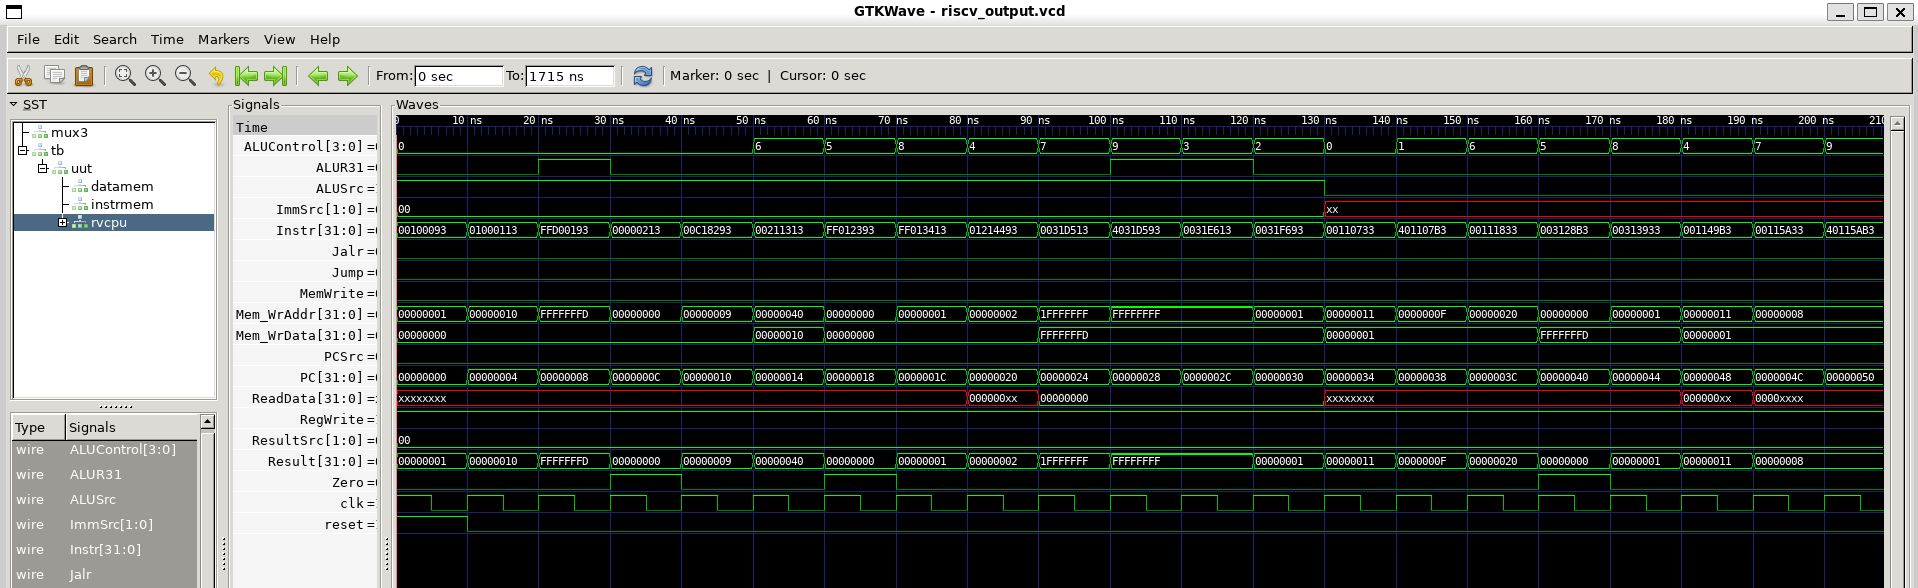 GTKWave - riscv_output.vcd
File Edit Search Time Markers View Help
From: 0 sec To: 1715 ns Marker: 0 sec | Cursor: 0 sec
SST
mux3
tb
uut
datamem
instrmem
rvcpu
Type Signals
wire ALUControl[3:0]
wire ALUR31
wire ALUSrc
wire ImmSrc[1:0]
wire Instr[31:0]
wire Jalr
Signals
Waves
Time 0 10 ns 20 ns 30 ns 40 ns 50 ns 60 ns 70 ns 80 ns 90 ns 100 ns 110 ns 120 ns 130 ns 140 ns 150 ns 160 ns 170 ns 180 ns 190 ns 200 ns 210
ALUControl[3:0] = 0 6 5 8 4 7 9 3 2 0 1 6 5 8 4 7 9
ALUR31 =
ALUSrc =
ImmSrc[1:0] = 00 xx
Instr[31:0] = 00100093 01000113 FFD00193 00000213 00C18293 00211313 FF012393 FF013413 01214493 0031D513 4031D593 0031E613 0031F693 00110733 401107B3 00111833 003128B3 00313933 001149B3 00115A33 40115AB3
Jalr =
Jump =
MemWrite =
Mem_WrAddr[31:0] = 00000001 00000010 FFFFFFFD 00000000 00000009 00000040 00000000 00000001 00000002 1FFFFFFF FFFFFFFF 00000001 00000011 0000000F 00000020 00000000 00000001 00000011 00000008
Mem_WrData[31:0] = 00000000 00000010 00000000 FFFFFFFD 00000001 FFFFFFFD 00000001
PCSrc =
PC[31:0] = 00000000 00000004 00000008 0000000C 00000010 00000014 00000018 0000001C 00000020 00000024 00000028 0000002C 00000030 00000034 00000038 0000003C 00000040 00000044 00000048 0000004C 00000050
ReadData[31:0] = xxxxxxxx 000000xx 00000000 xxxxxxxx 000000xx 0000xxxx
RegWrite =
ResultSrc[1:0] = 00
Result[31:0] = 00000001 00000010 FFFFFFFD 00000000 00000009 00000040 00000000 00000001 00000002 1FFFFFFF FFFFFFFF 00000001 00000011 0000000F 00000020 00000000 00000001 00000011 00000008
Zero =
clk =
reset =